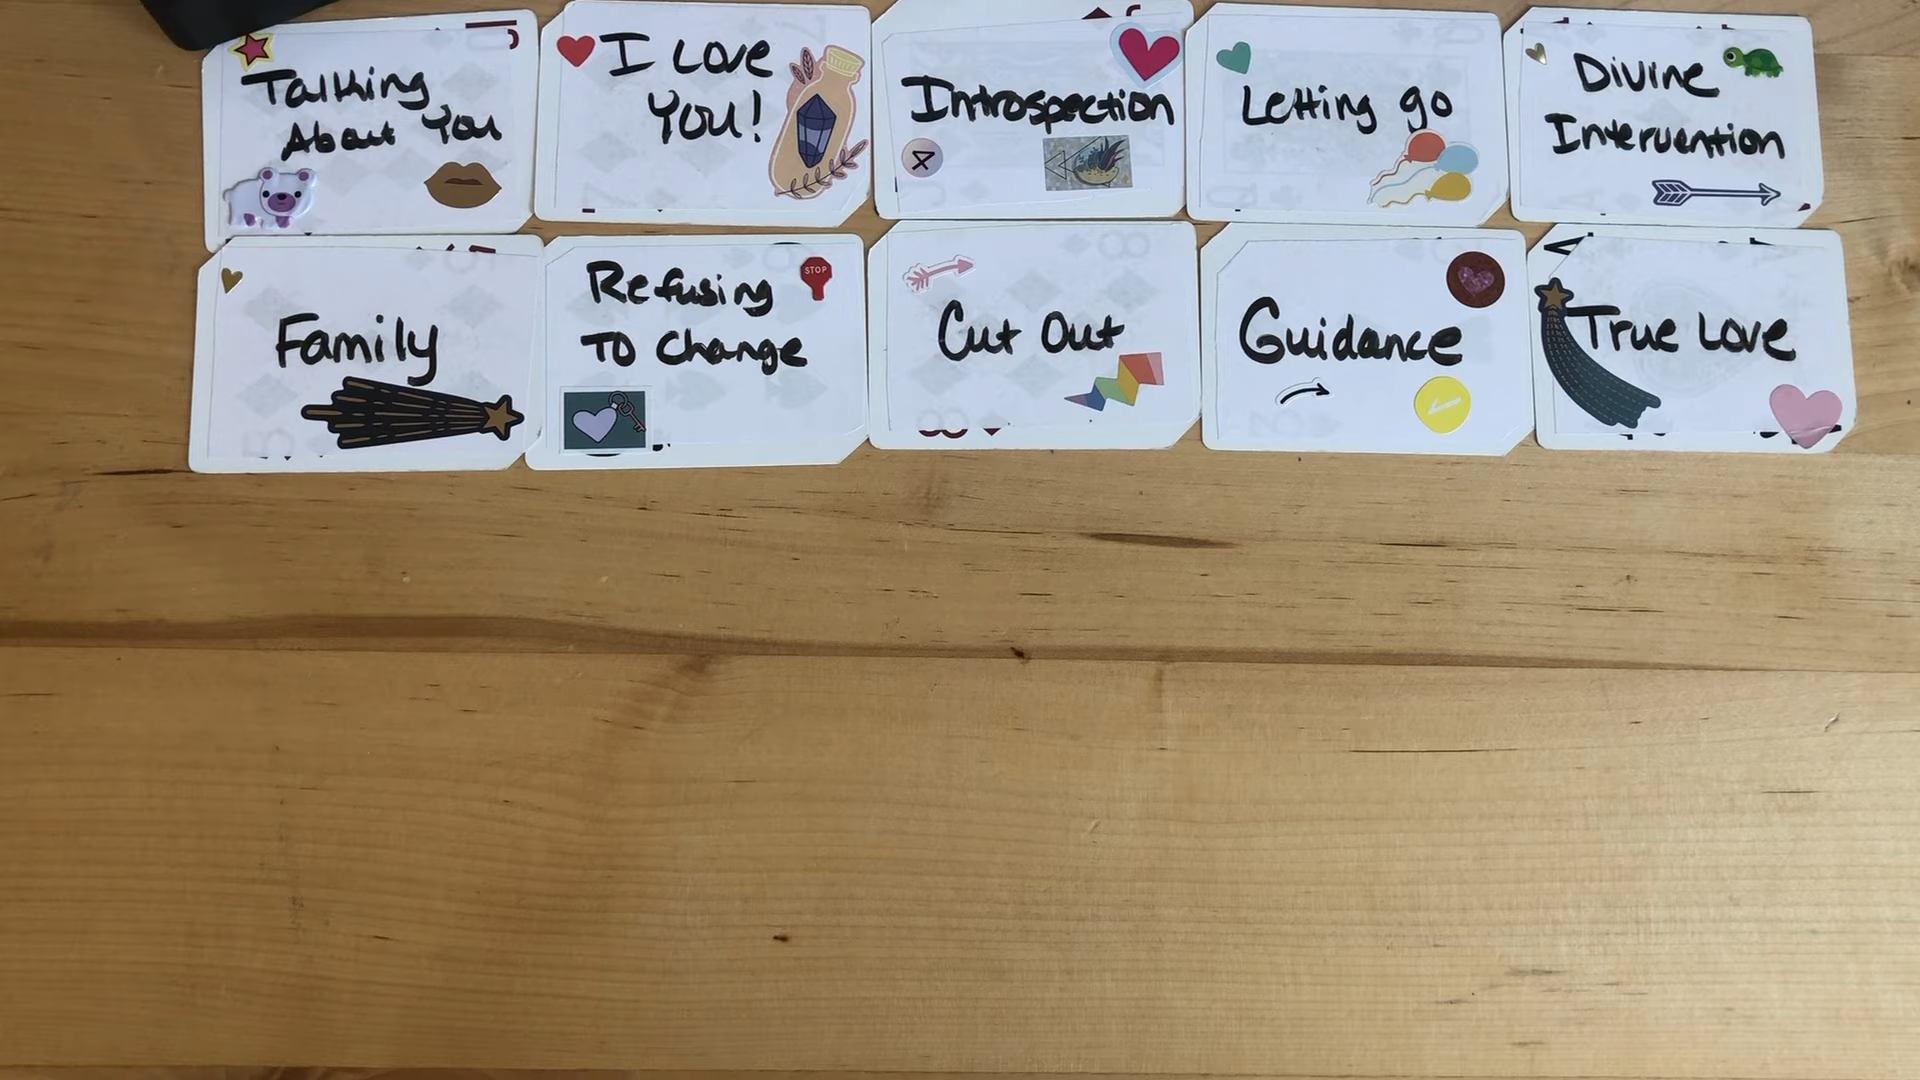 Talking
About You
I Love
You!
Introspection
Letting go
Divine
Intervention
Family
Refusing
To Change
STOP
Cut Out
Guidance
True Love